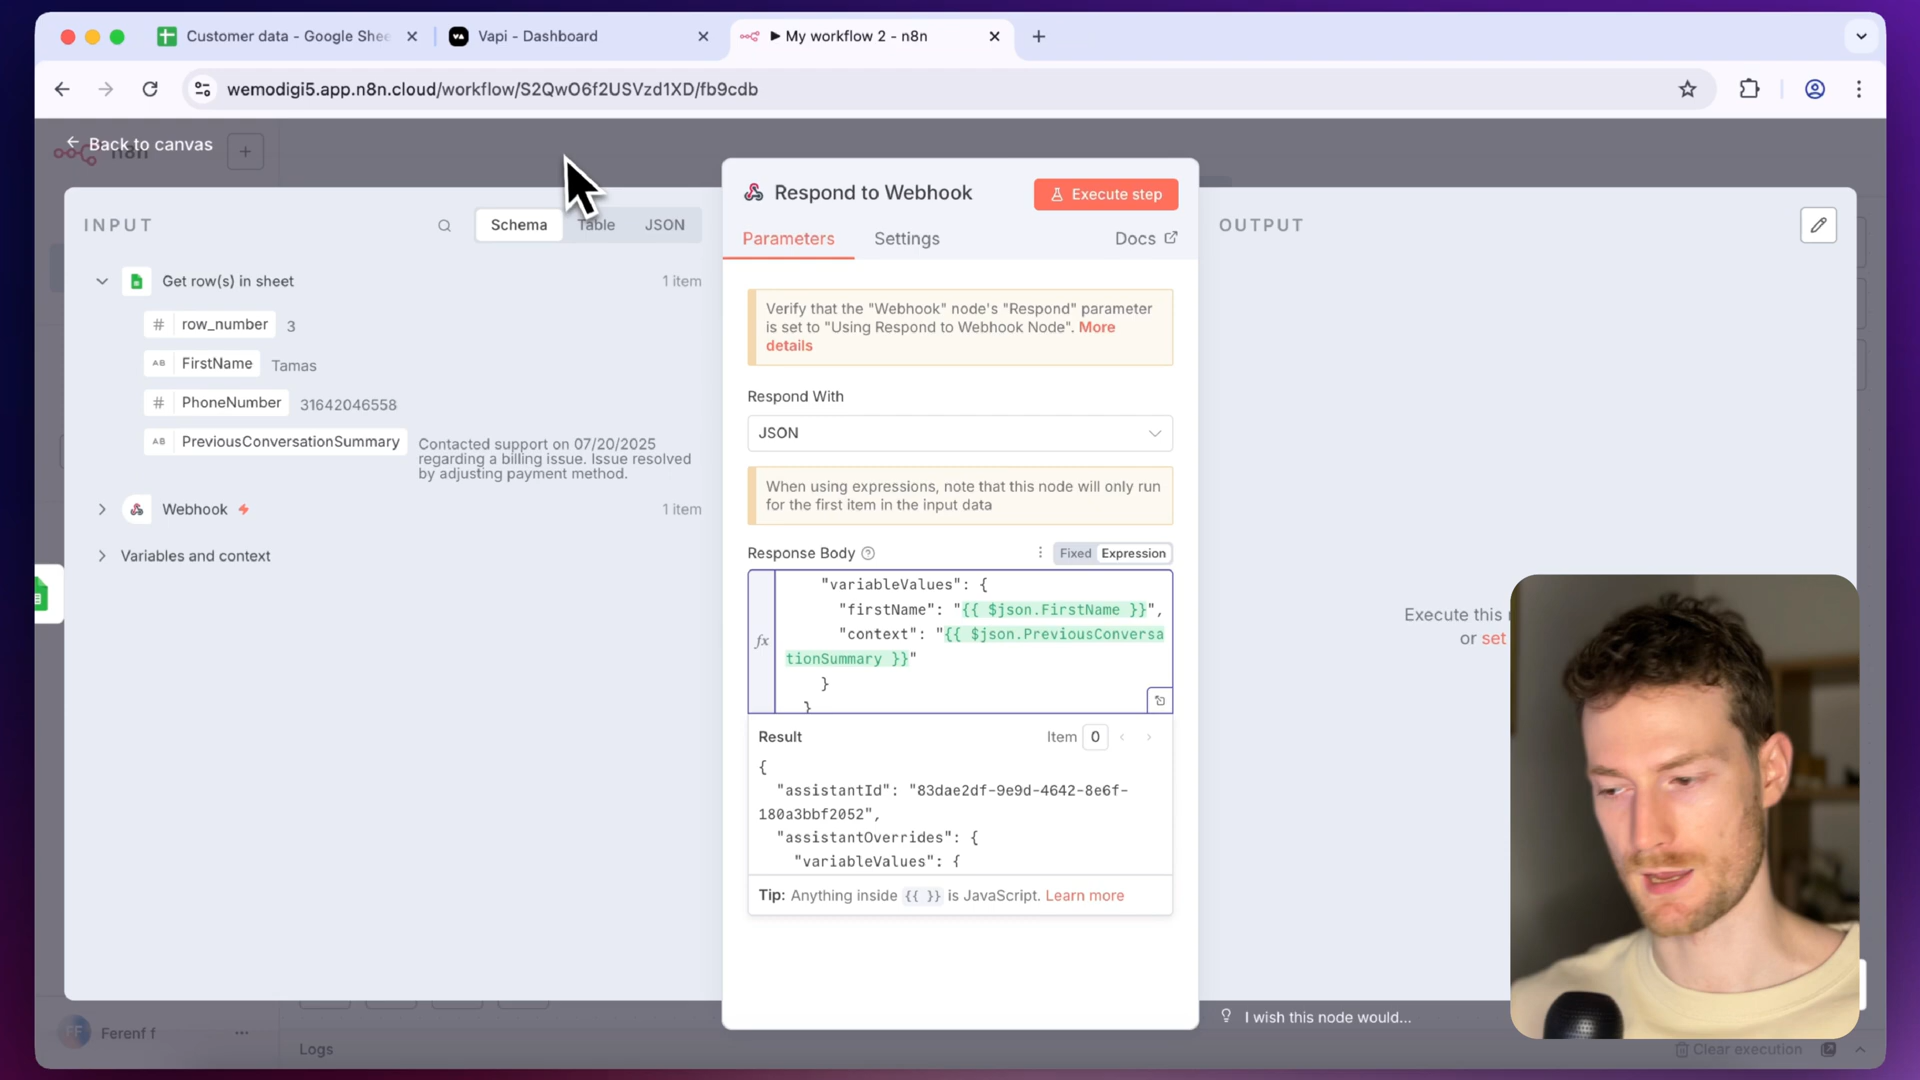 Customer data - Google She
Vapi - Dashboard
My workflow 2 - n8n
wemodigi5.app.n8n.cloud/workflow/S2QwO6f2USVzd1XD/fb9cdb
Back to canvas
n8n
INPUT
Schema
Table
JSON
Get row(s) in sheet
1 item
# row_number 3
AB FirstName Tamas
# PhoneNumber 31642046558
AB PreviousConversationSummary
Contacted support on 07/20/2025
regarding a billing issue. Issue resolved
by adjusting payment method.
Webhook
1 item
Variables and context
Respond to Webhook
Execute step
Parameters
Settings
Docs
Verify that the "Webhook" node's "Respond" parameter
is set to "Using Respond to Webhook Node". More
details
Respond With
JSON
When using expressions, note that this node will only run
for the first item in the input data
Response Body
Fixed
Expression
fx
"variableValues": {
"firstName": "{{ $json.FirstName }}",
"context": "{{ $json.PreviousConversa
tionSummary }}"
}
}
Result
Item 0
{
"assistantId": "83dae2df-9e9d-4642-8e6f-
180a3bbf2052",
"assistantOverrides": {
"variableValues": {
Tip: Anything inside {{ }} is JavaScript. Learn more
OUTPUT
Execute this
or set
I wish this node would...
FF
Ferenf f
Logs
Clear execution